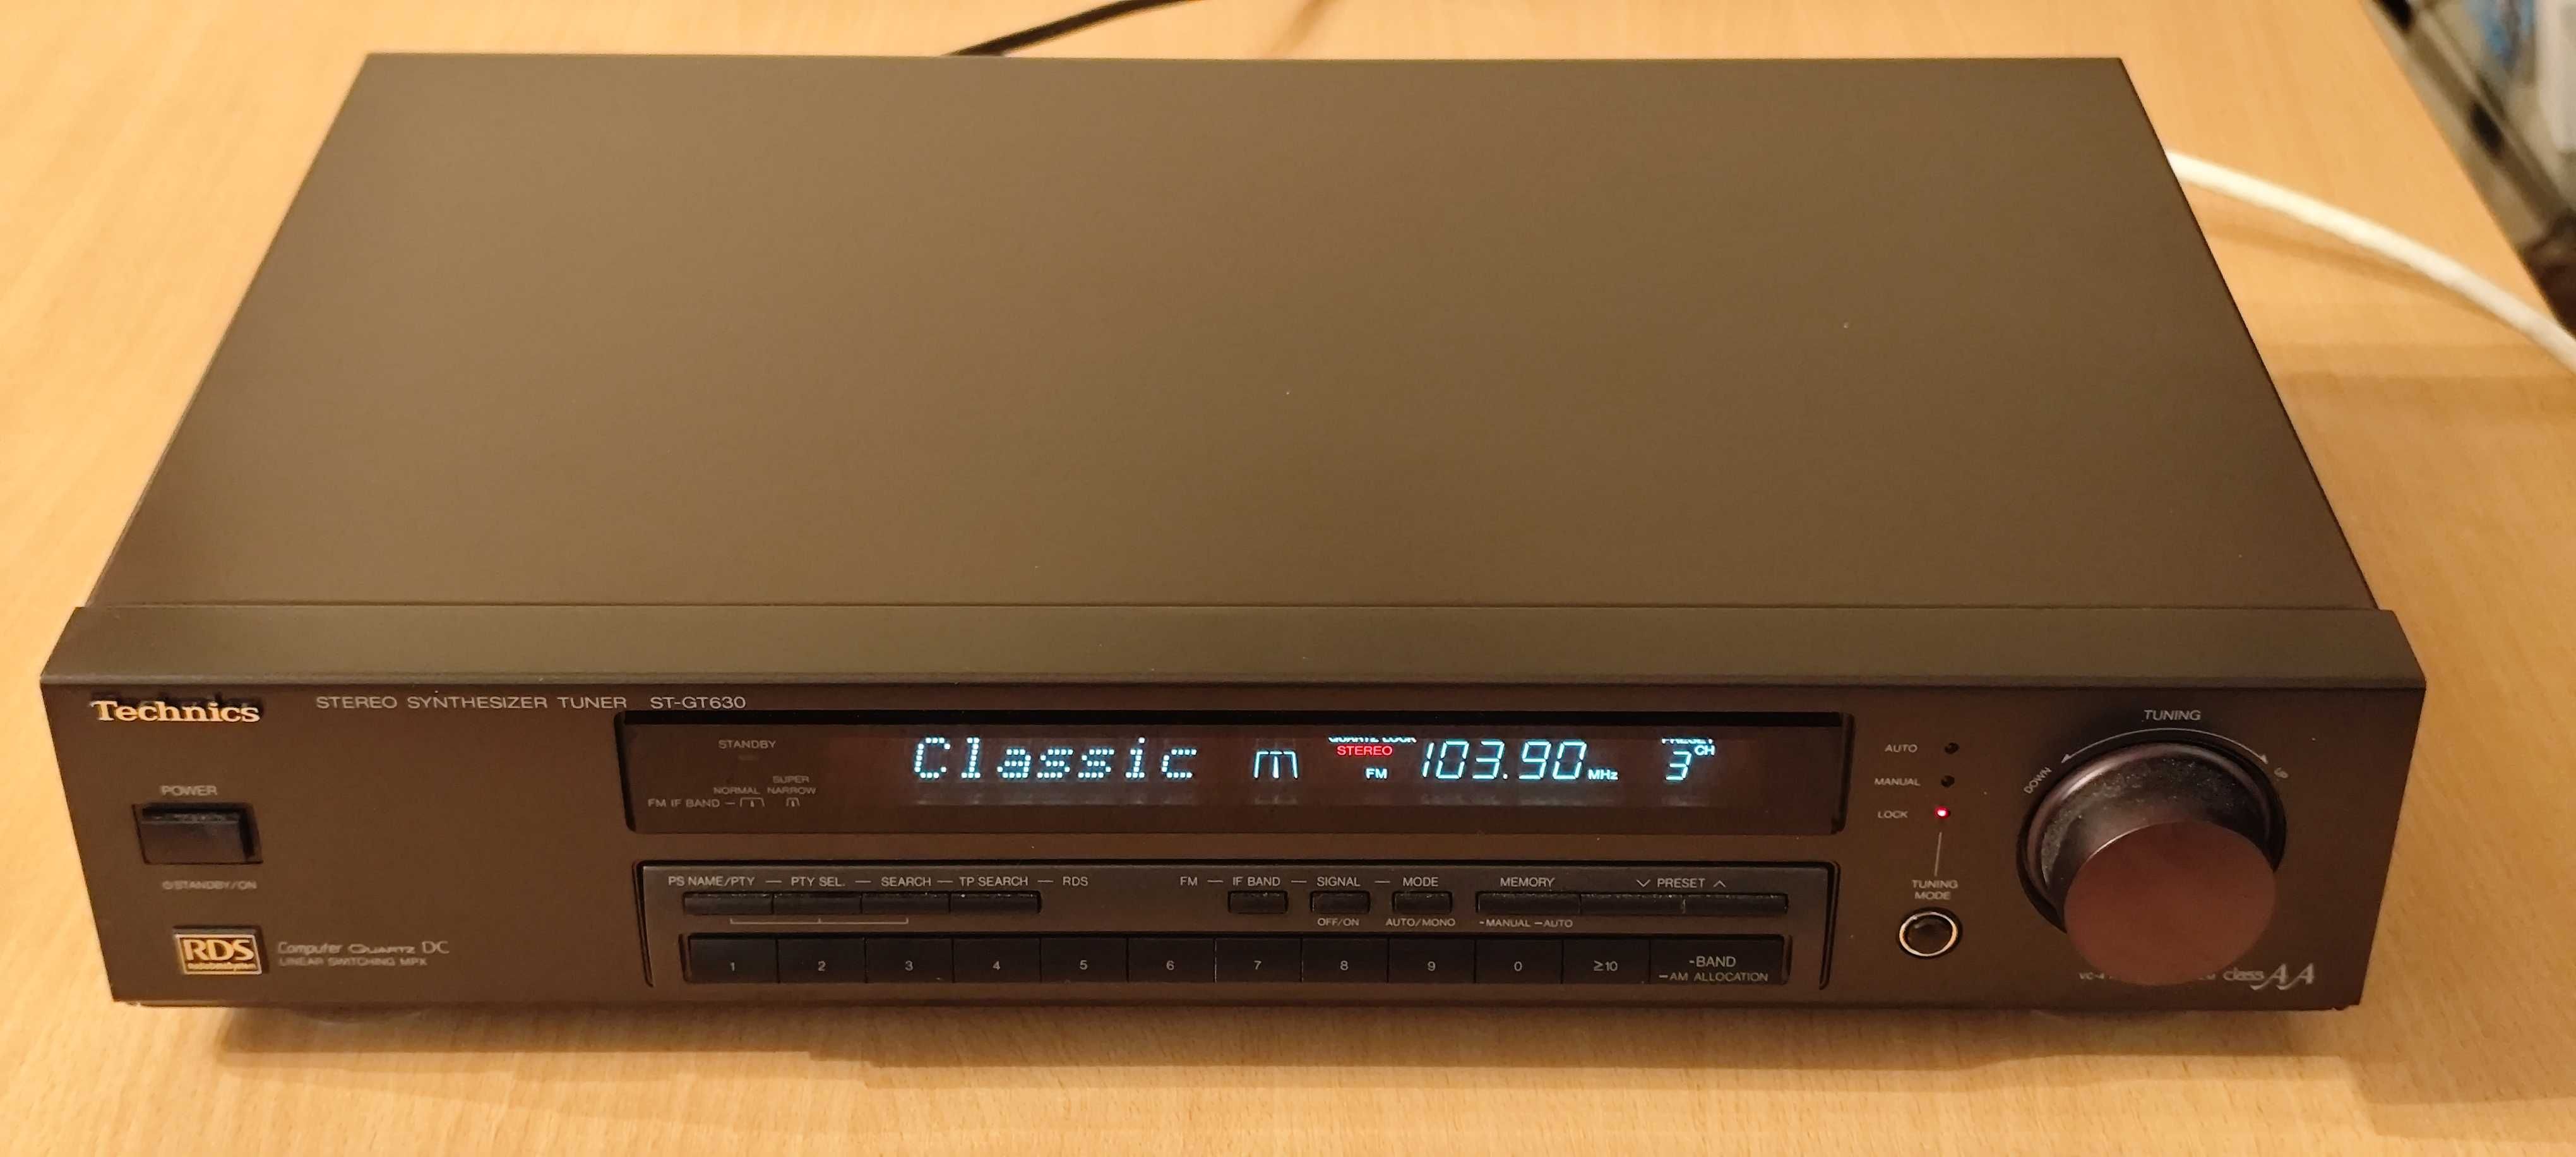 Technics
STEREO SYNTHESIZER TUNER ST-GT630
POWER
STANDBY/ON
RDS
Computer QUARTZ DC
LINEAR SWITCHING MPX
STANDBY
SUPER
NORMAL NARROW
FM IF BAND
Classic
QUARTZ LOCK
STEREO
FM
103.90 MHz
PRESET
3 CH
PS NAME/PTY — PTY SEL. — SEARCH — TP SEARCH — RDS
FM — IF BAND — SIGNAL — MODE
MEMORY
PRESET
OFF/ON
AUTO/MONO
-MANUAL —AUTO
1 2 3 4 5 6 7 8 9 0 ≥10
-BAND
—AM ALLOCATION
AUTO
MANUAL
LOCK
TUNING
MODE
TUNING
DOWN
UP
class AA